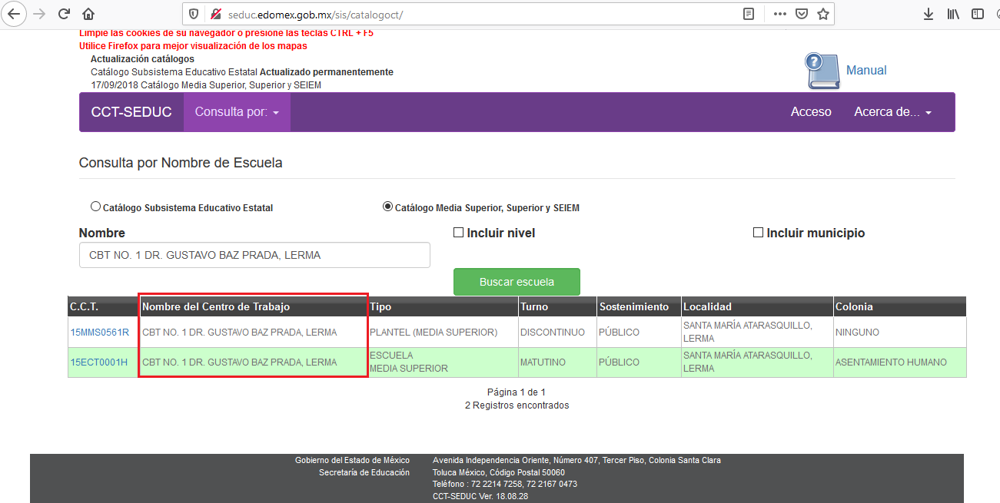 seduc.edomex.gob.mx/sis/catalogoct/
Limpie las cookies de su navegador o presione las teclas CTRL + F5
Utilice Firefox para mejor visualización de los mapas
Actualización catálogos
Catálogo Subsistema Educativo Estatal Actualizado permanentemente
17/09/2018 Catálogo Media Superior, Superior y SEIEM
Manual
CCT-SEDUC Consulta por: Acceso Acerca de...
Consulta por Nombre de Escuela
Catálogo Subsistema Educativo Estatal Catálogo Media Superior, Superior y SEIEM
Nombre Incluir nivel Incluir municipio
CBT NO. 1 DR. GUSTAVO BAZ PRADA, LERMA
Buscar escuela
C.C.T. Nombre del Centro de Trabajo Tipo Turno Sostenimiento Localidad Colonia
15MMS0561R CBT NO. 1 DR. GUSTAVO BAZ PRADA, LERMA PLANTEL (MEDIA SUPERIOR) DISCONTINUO PÚBLICO SANTA MARÍA ATARASQUILLO, NINGUNO
LERMA
15ECT0001H CBT NO. 1 DR. GUSTAVO BAZ PRADA, LERMA ESCUELA MATUTINO PÚBLICO SANTA MARÍA ATARASQUILLO, ASENTAMIENTO HUMANO
MEDIA SUPERIOR LERMA
Página 1 de 1
2 Registros encontrados
Gobierno del Estado de México Avenida Independencia Oriente, Número 407, Tercer Piso, Colonia Santa Clara
Secretaría de Educación Toluca México, Código Postal 50060
Teléfono : 72 2214 7258, 72 2167 0473
CCT-SEDUC Ver. 18.08.28